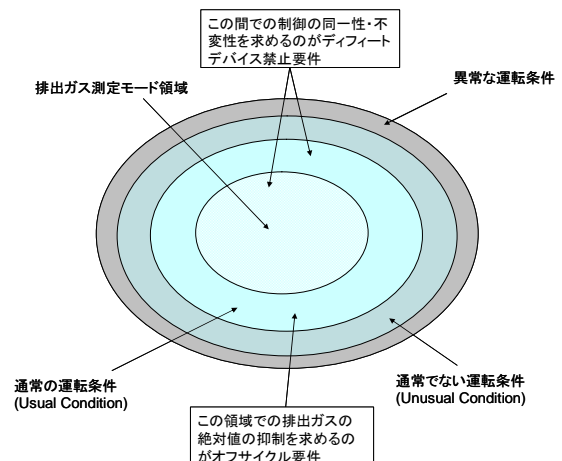 この間での制御の同一性・不
変性を求めるのがディフィート
デバイス禁止要件
排出ガス測定モード領域
異常な運転条件
通常の運転条件
(Usual Condition)
通常でない運転条件
(Unusual Condition)
この領域での排出ガスの
絶対値の抑制を求めるの
がオフサイクル要件